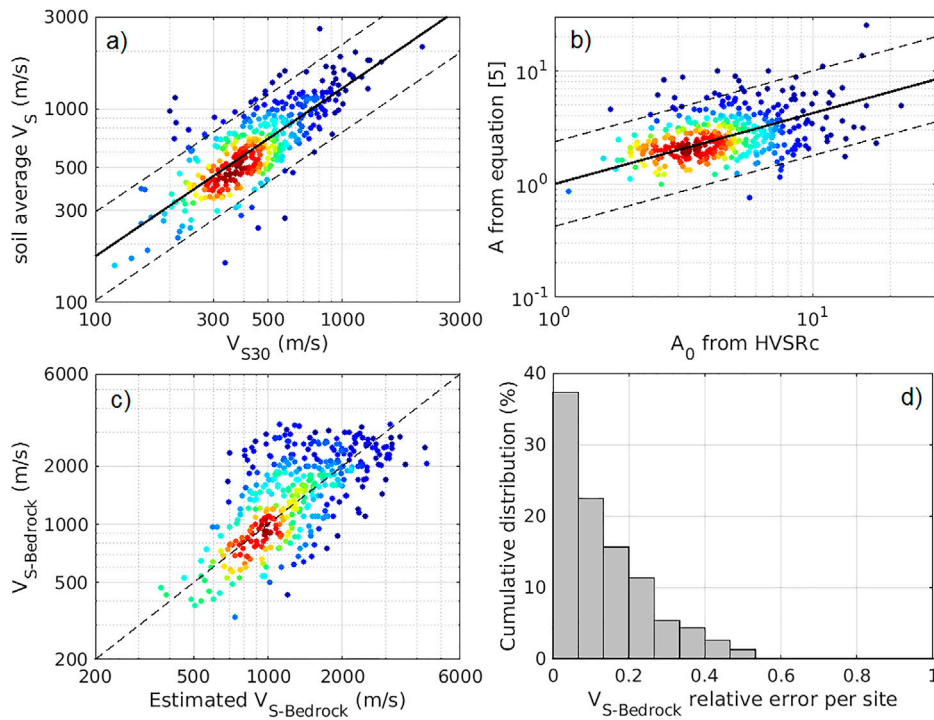 a)
soil average V_S (m/s)
3000
1000
500
300
100
100 300 500 1000 3000
V_S30 (m/s)
b)
A from equation [5]
10^1
10^0
10^-1
10^0 10^1
A_0 from HVSRc
c)
V_S-Bedrock (m/s)
6000
2000
1000
500
200
200 500 1000 2000 6000
Estimated V_S-Bedrock (m/s)
d)
Cumulative distribution (%)
40
30
20
10
0
0 0.2 0.4 0.6 0.8 1
V_S-Bedrock relative error per site